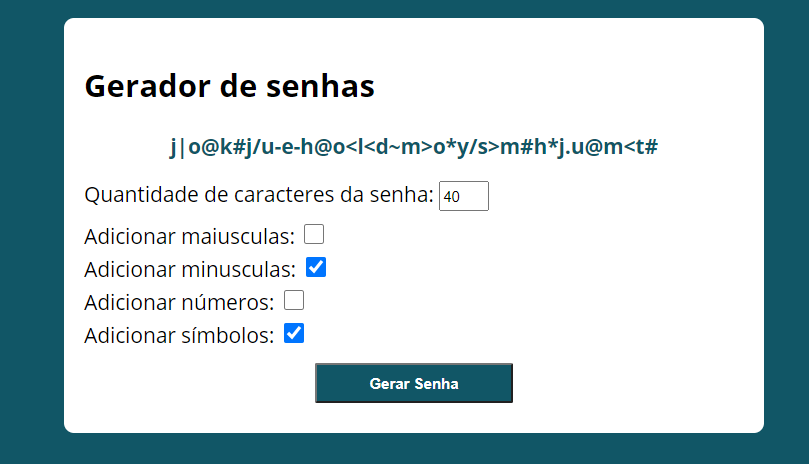 Gerador de senhas
j|o@k#j/u-e-h@o<l<d~m>o*y/s>m#h*j.u@m<t#
Quantidade de caracteres da senha: 40
Adicionar maiusculas:
Adicionar minusculas:
Adicionar números:
Adicionar símbolos:
Gerar Senha